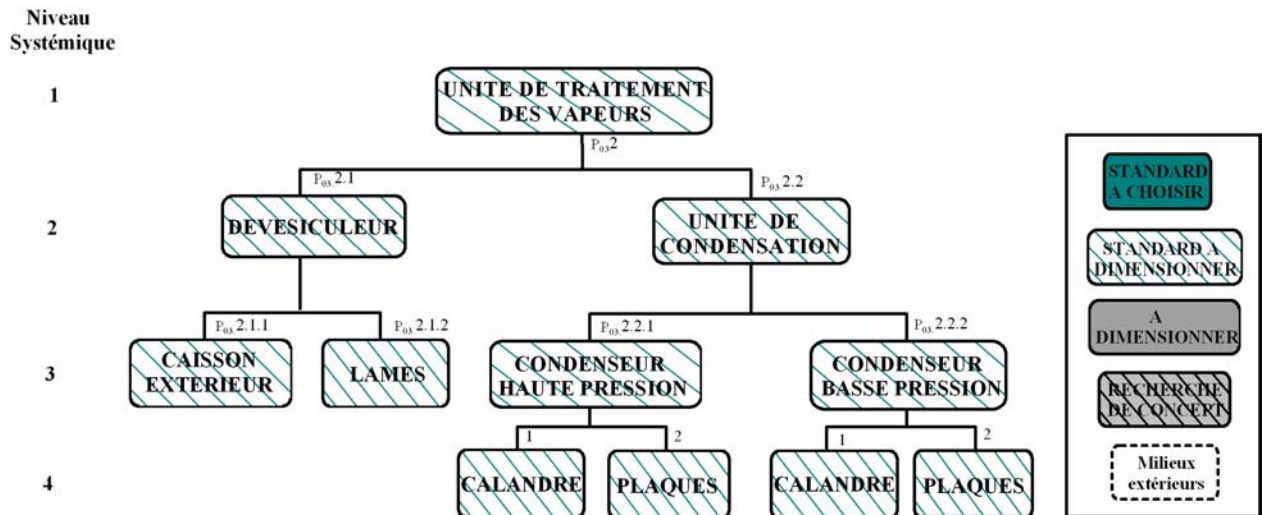 Niveau
Systémique
1
UNITE DE TRAITEMENT
DES VAPEURS
P03.2
P03.2.1
P03.2.2
2
DEVESICULEUR
UNITE DE
CONDENSATION
P03.2.1.1
P03.2.1.2
P03.2.2.1
P03.2.2.2
3
CAISSON
EXTERIEUR
LAMES
CONDENSEUR
HAUTE PRESSION
CONDENSEUR
BASSE PRESSION
1
2
1
2
4
CALANDRE
PLAQUES
CALANDRE
PLAQUES
STANDARD
A CHOISIR
STANDARD A
DIMENSIONNER
A
DIMENSIONNER
RECHERCHE
DE CONCEPT
Milieux
extérieurs